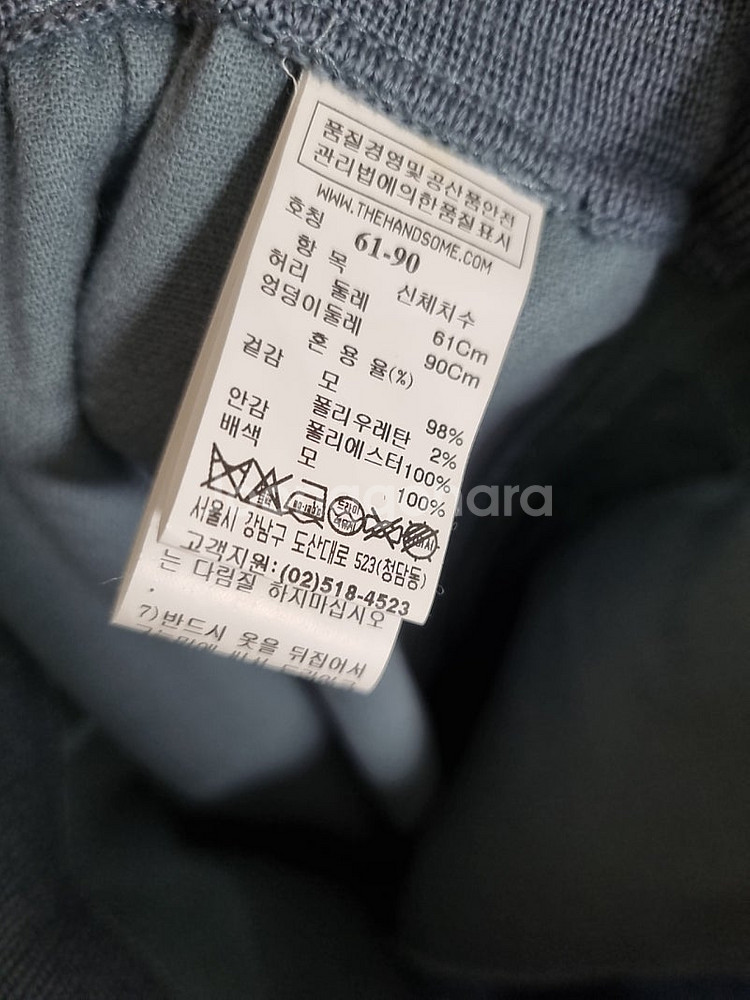 품질경영및 공산품안전
관리법에의한품질표시
WWW.THEHANDSOME.COM
호칭 61-90
항 목 신체치수
허리 둘레 61Cm
엉덩이둘레 90Cm
혼 용 율(%)
겉감 모 98%
폴리우레탄 2%
안감 폴리에스터100%
배색 모 100%
드라이
서울시 강남구 도산대로 523(청담동)
고객지원:(02)518-4523
는 다림질 하지마십시오
7)반드시 옷을 뒤집어서